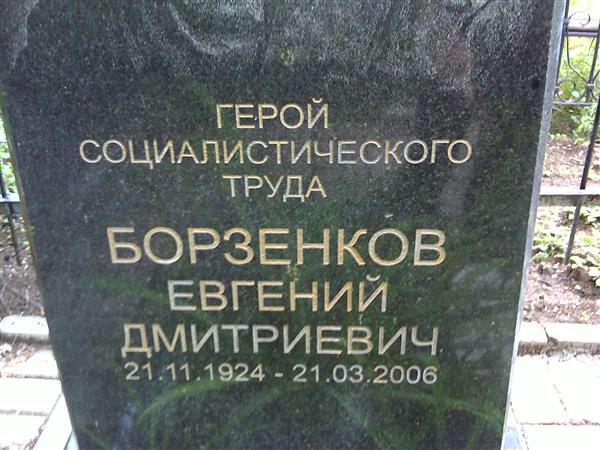 ГЕРОЙ
СОЦИАЛИСТИЧЕСКОГО
ТРУДА
БОРЗЕНКОВ
ЕВГЕНИЙ
ДМИТРИЕВИЧ
21.11.1924 - 21.03.2006